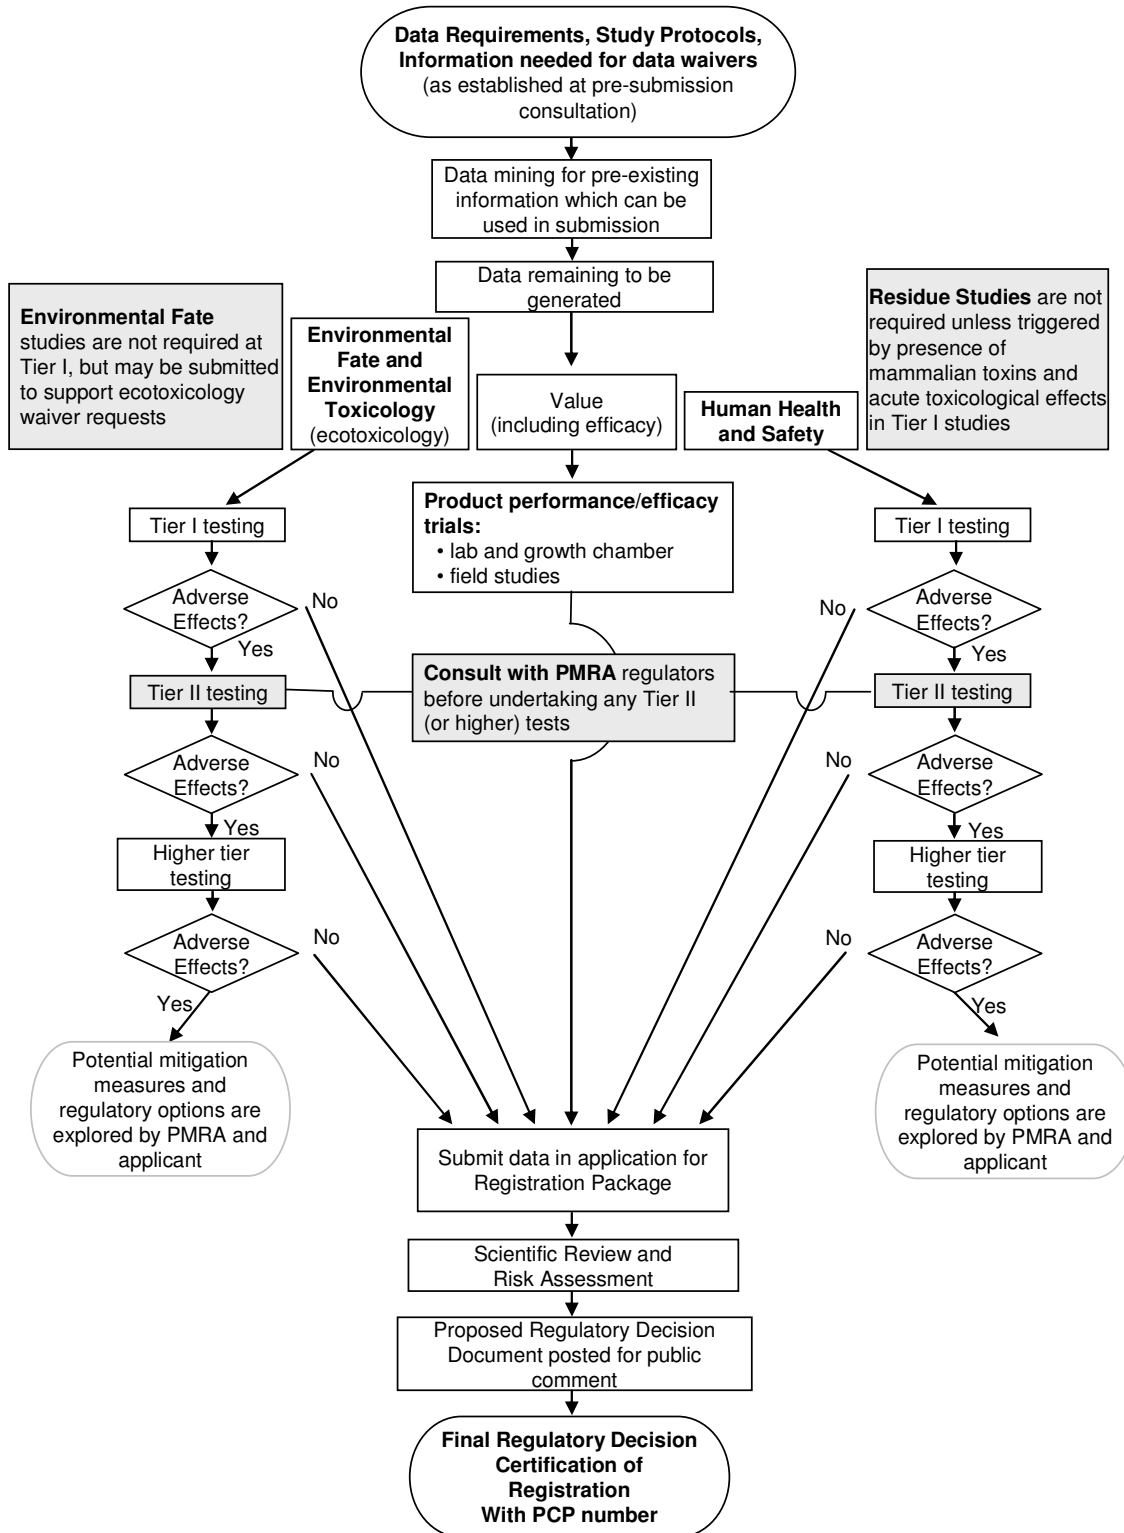 Data Requirements, Study Protocols,
Information needed for data waivers
(as established at pre-submission
consultation)
Data mining for pre-existing
information which can be
used in submission
Data remaining to be
generated
Environmental Fate
studies are not required at
Tier I, but may be submitted
to support ecotoxicology
waiver requests
Environmental
Fate and
Environmental
Toxicology
(ecotoxicology)
Value
(including efficacy)
Human Health
and Safety
Residue Studies are not
required unless triggered
by presence of
mammalian toxins and
acute toxicological effects
in Tier I studies
Tier I testing
Product performance/efficacy
trials:
• lab and growth chamber
• field studies
Tier I testing
Adverse
Effects?
No
Yes
No
Adverse
Effects?
Yes
Tier II testing
Consult with PMRA regulators
before undertaking any Tier II
(or higher) tests
Tier II testing
Adverse
Effects?
No
Yes
No
Adverse
Effects?
Yes
Higher tier
testing
Higher tier
testing
Adverse
Effects?
No
Yes
No
Adverse
Effects?
Yes
Potential mitigation
measures and
regulatory options are
explored by PMRA and
applicant
Potential mitigation
measures and
regulatory options are
explored by PMRA and
applicant
Submit data in application for
Registration Package
Scientific Review and
Risk Assessment
Proposed Regulatory Decision
Document posted for public
comment
Final Regulatory Decision
Certification of
Registration
With PCP number